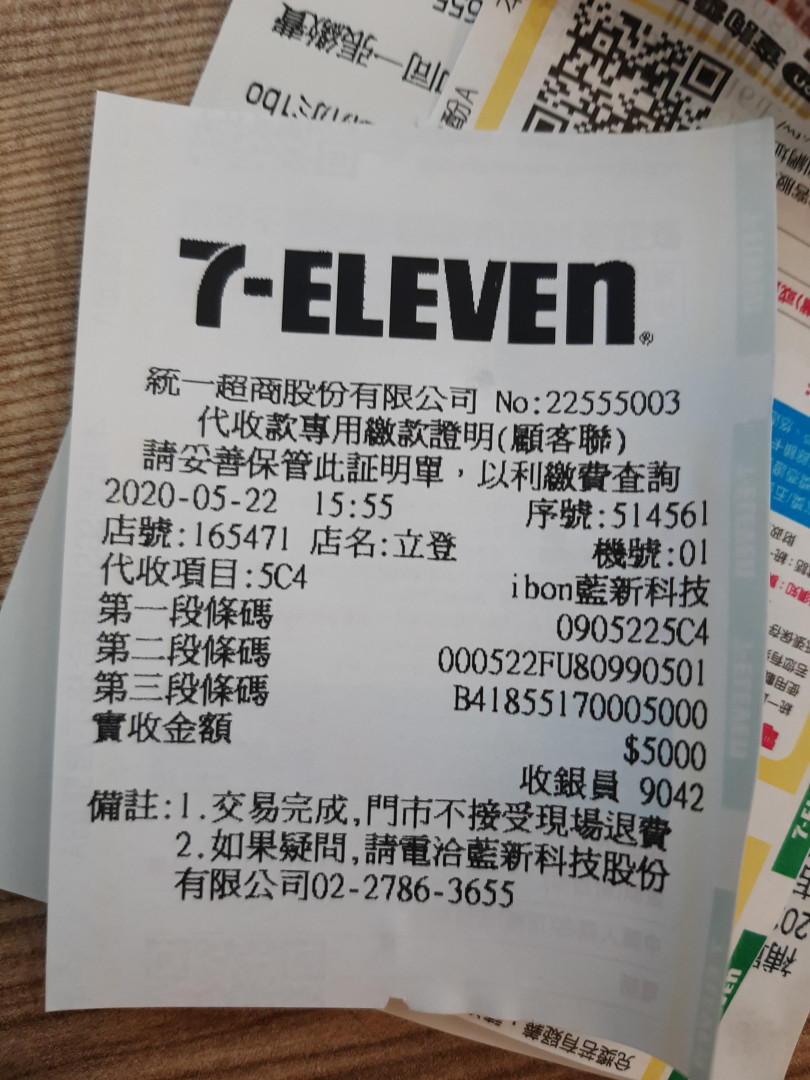 同一張繳費
7-ELEVEN®
統一超商股份有限公司 No:22555003
代收款專用繳款證明(顧客聯)
請妥善保管此証明單,以利繳費查詢
2020-05-22 15:55 序號:514561
店號:165471 店名:立登 機號:01
代收項目:5C4 ibon藍新科技
第一段條碼 0905225C4
第二段條碼 000522FU80990501
第三段條碼 B41855170005000
實收金額 $5000
收銀員 9042
備註:1.交易完成,門市不接受現場退費
2.如果疑問,請電洽藍新科技股份
有限公司02-2786-3655